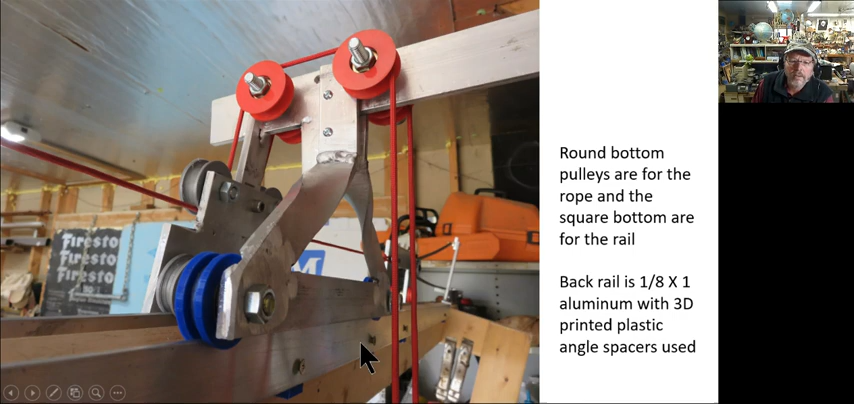 Round bottom
pulleys are for the
rope and the
square bottom are
for the rail
Back rail is 1/8 X 1
aluminum with 3D
printed plastic
angle spacers used
Firesto
Firesto
Firesto
M